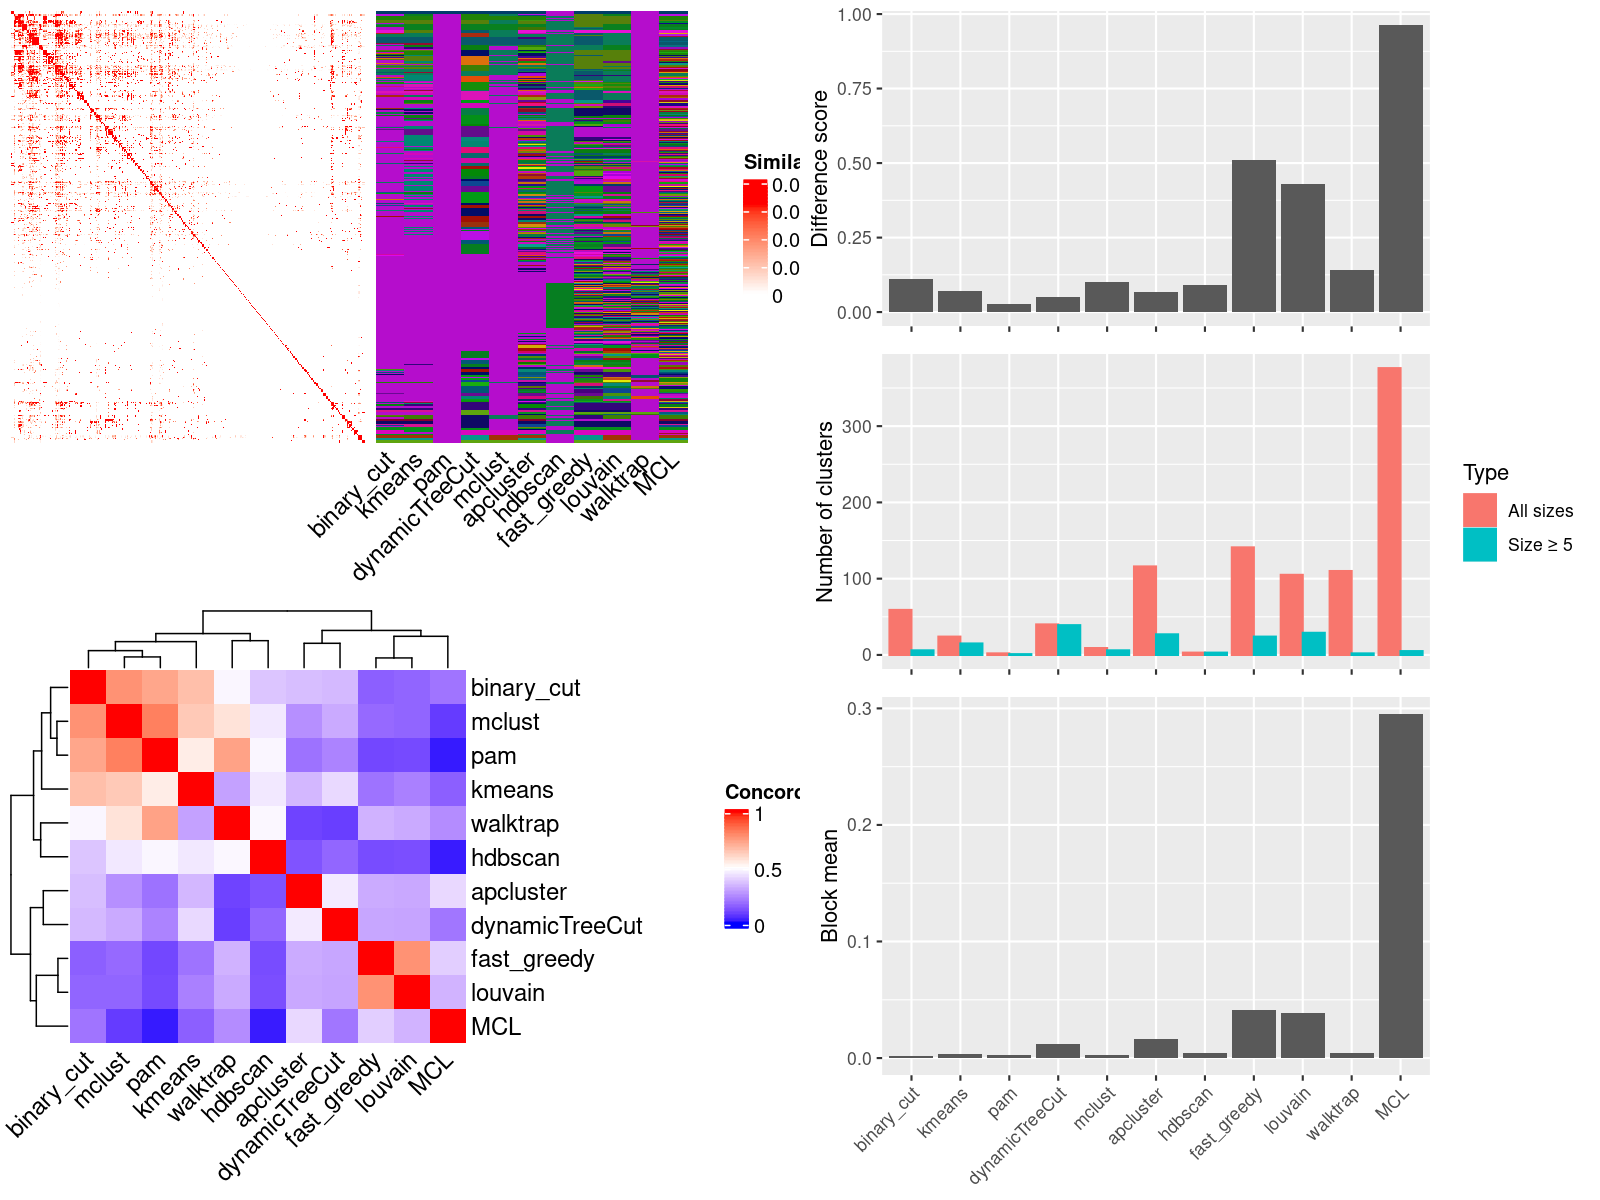 Simila
0.0
0.0
0.0
0.0
0
binary_cut
kmeans
pam
dynamicTreeCut
mclust
apcluster
hdbscan
fast_greedy
louvain
walktrap
MCL
binary_cut
mclust
pam
kmeans
walktrap
hdbscan
apcluster
dynamicTreeCut
fast_greedy
louvain
MCL
Concord
1
0.5
0
binary_cut
mclust
pam
kmeans
walktrap
hdbscan
apcluster
dynamicTreeCut
fast_greedy
louvain
MCL
Difference score
1.00
0.75
0.50
0.25
0.00
Number of clusters
300
200
100
0
Type
All sizes
Size ≥ 5
Block mean
0.3
0.2
0.1
0.0
binary_cut
kmeans
pam
dynamicTreeCut
mclust
apcluster
hdbscan
fast_greedy
louvain
walktrap
MCL